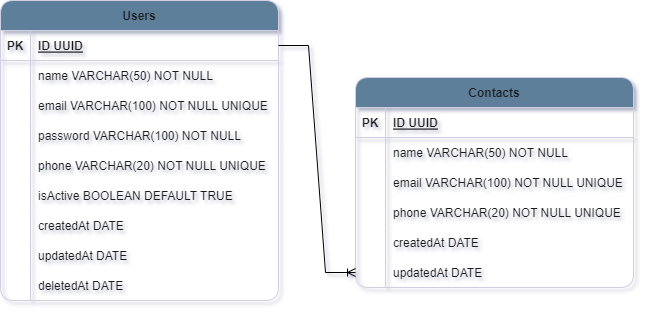 Users
PK ID UUID
name VARCHAR(50) NOT NULL
email VARCHAR(100) NOT NULL UNIQUE
password VARCHAR(100) NOT NULL
phone VARCHAR(20) NOT NULL UNIQUE
isActive BOOLEAN DEFAULT TRUE
createdAt DATE
updatedAt DATE
deletedAt DATE
Contacts
PK ID UUID
name VARCHAR(50) NOT NULL
email VARCHAR(100) NOT NULL UNIQUE
phone VARCHAR(20) NOT NULL UNIQUE
createdAt DATE
updatedAt DATE